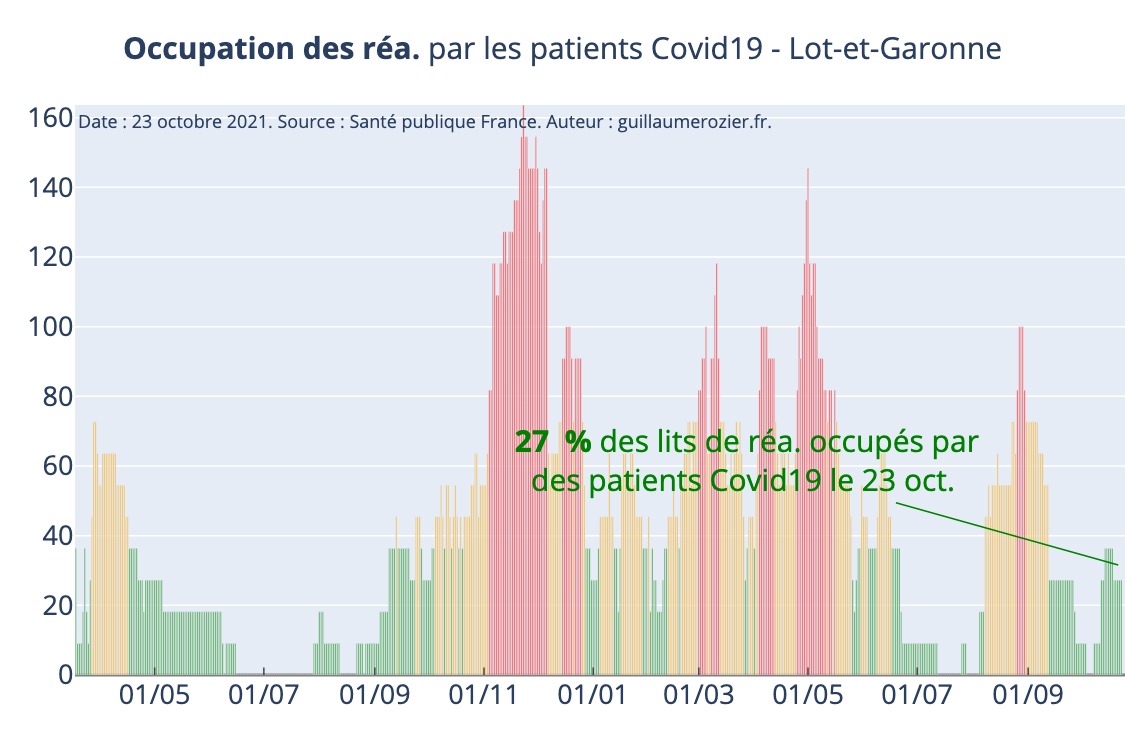 Occupation des réa. par les patients Covid19 - Lot-et-Garonne
160
Date : 23 octobre 2021. Source : Santé publique France. Auteur : guillaumerozier.fr.
140
120
100
80
27 % des lits de réa. occupés par
des patients Covid19 le 23 oct.
60
40
20
0
01/05 01/07 01/09 01/11 01/01 01/03 01/05 01/07 01/09